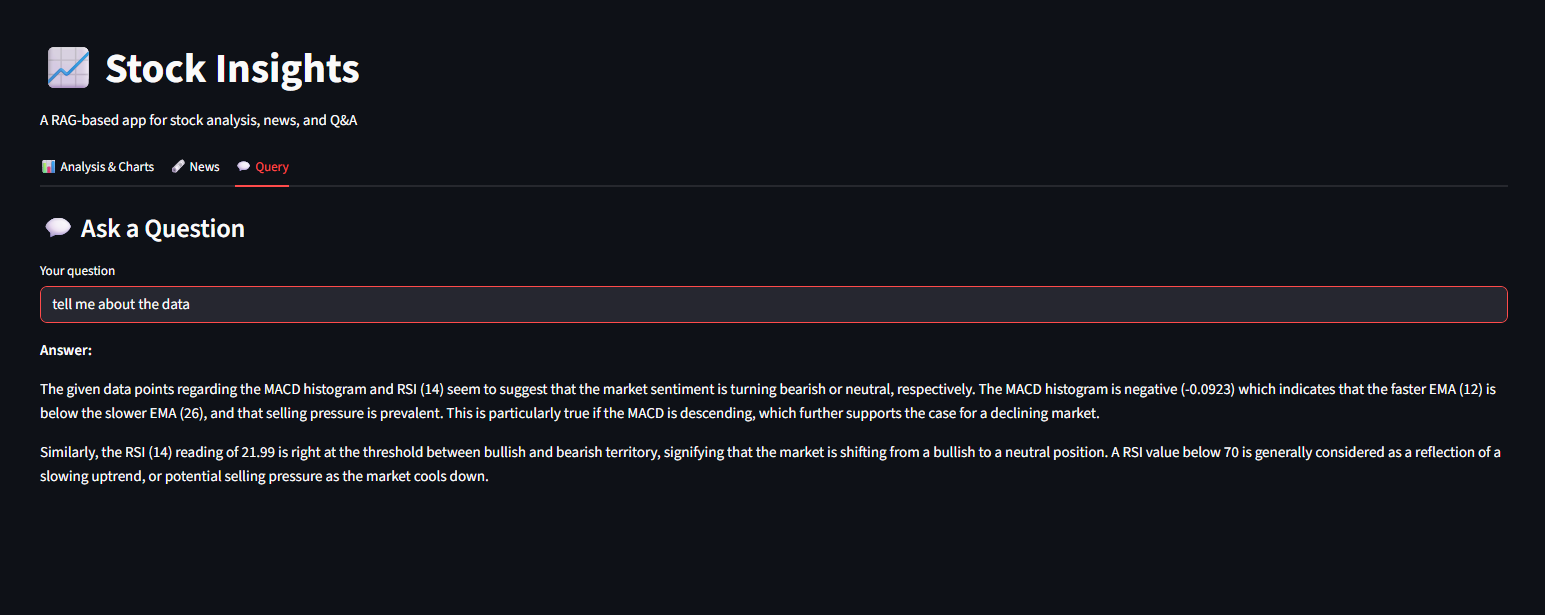 Stock Insights
A RAG-based app for stock analysis, news, and Q&A
Analysis & Charts News Query
Ask a Question
Your question
tell me about the data
Answer:
The given data points regarding the MACD histogram and RSI (14) seem to suggest that the market sentiment is turning bearish or neutral, respectively. The MACD histogram is negative (-0.0923) which indicates that the faster EMA (12) is
below the slower EMA (26), and that selling pressure is prevalent. This is particularly true if the MACD is descending, which further supports the case for a declining market.
Similarly, the RSI (14) reading of 21.99 is right at the threshold between bullish and bearish territory, signifying that the market is shifting from a bullish to a neutral position. A RSI value below 70 is generally considered as a reflection of a
slowing uptrend, or potential selling pressure as the market cools down.